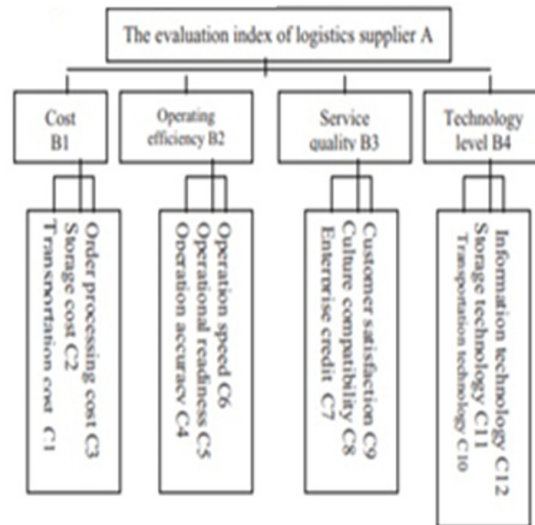 The evaluation index of logistics supplier A
Cost
B1
Operating
efficiency B2
Service
quality B3
Technology
level B4
Order processing cost C3
Storage cost C2
Transportation cost C1
Operation speed C6
Operational readiness C5
Operation accuracy C4
Customer satisfaction C9
Culture compatibility C8
Enterprise credit C7
Information technology C12
Storage technology C11
Transportation technology C10